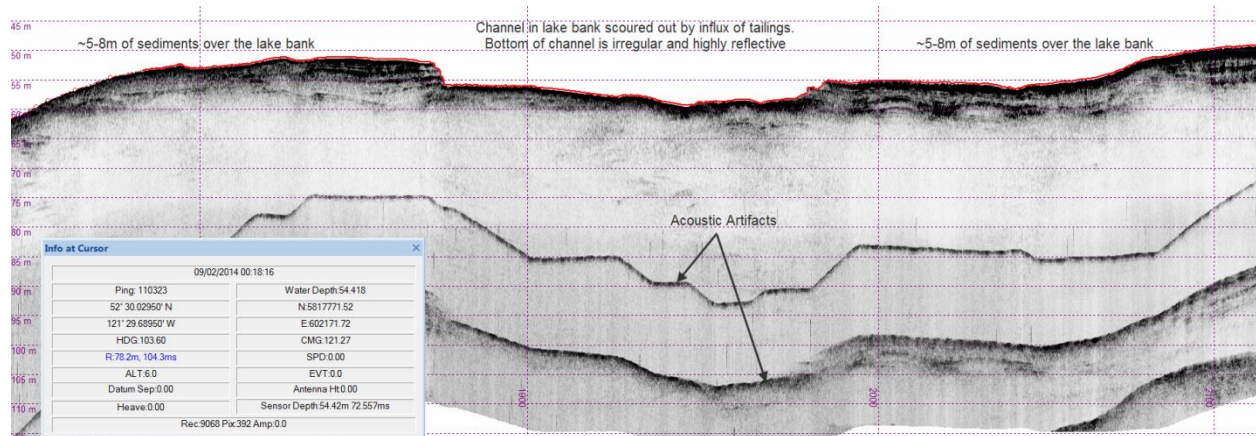 45 m
Channel in lake bank scoured out by influx of tailings.
~5-8m of sediments over the lake bank
Bottom of channel is irregular and highly reflective
~5-8m of sediments over the lake bank
50 m
55 m
60 m
65 m
70 m
75 m
80 m
Acoustic Artifacts
85 m
90 m
95 m
100 m
105 m
110 m
Info at Cursor
09/02/2014 00:18:16
Ping: 110323
Water Depth:54.418
52° 30.02950' N
N:5817771.52
121° 29.68950' W
E:602171.72
HDG:103.60
CMG:121.27
R:78.2m, 104.3ms
SPD:0.00
ALT:6.0
EVT:0.0
Datum Sep:0.00
Antenna Ht:0.00
Heave:0.00
Sensor Depth:54.42m 72.557ms
Rec:9068 Pix:392 Amp:0.0
1900
2000
2100